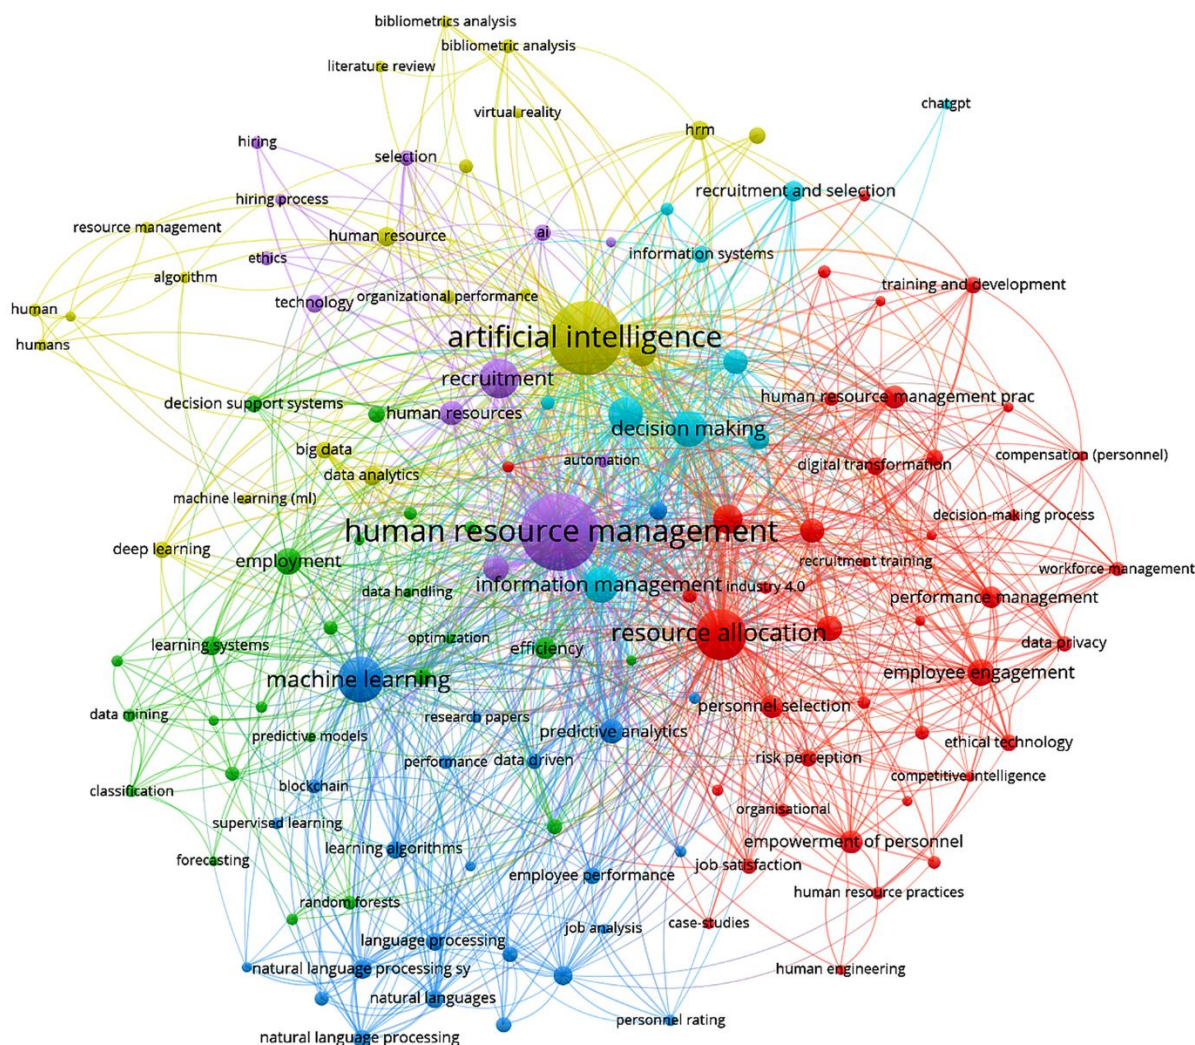 bibliometrics analysis
bibliometric analysis
literature review
chatgpt
virtual reality
hrm
hiring
selection
recruitment and selection
hiring process
resource management
human resource
ai
information systems
ethics
algorithm
training and development
organizational performance
technology
human
humans
artificial intelligence
recruitment
human resource management prac
decision support systems
human resources
decision making
big data
automation
compensation (personnel)
digital transformation
data analytics
machine learning (ml)
decision-making process
human resource management
deep learning
employment
recruitment training
workforce management
information management
industry 4.0
data handling
performance management
resource allocation
optimization
learning systems
efficiency
data privacy
employee engagement
machine learning
personnel selection
data mining
research papers
predictive analytics
predictive models
ethical technology
risk perception
performance
data driven
competitive intelligence
blockchain
classification
organisational
supervised learning
empowerment of personnel
learning algorithms
forecasting
job satisfaction
employee performance
human resource practices
random forests
case-studies
job analysis
language processing
natural language processing sy
human engineering
natural languages
personnel rating
natural language processing